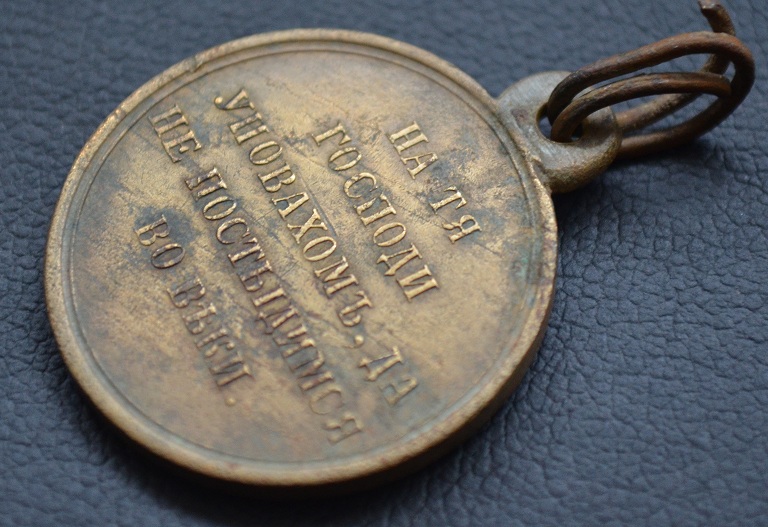 НА ТЯ
ГОСПОДИ
УПОВАХОМЪ, ДА
НЕ ПОСТЫДИМСЯ
ВО ВѢКИ.